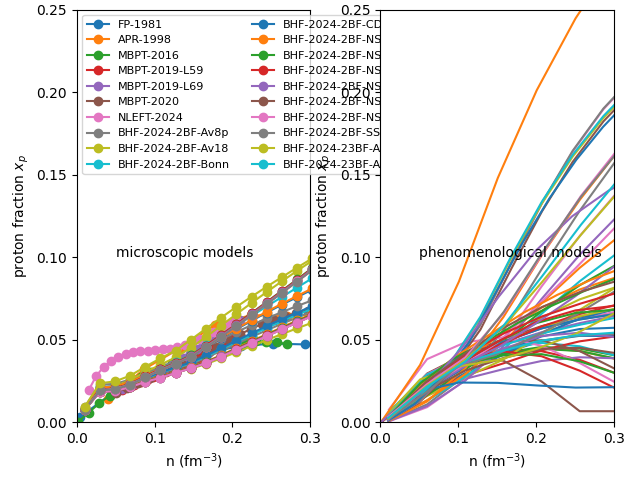 0.25
0.20
0.15
0.10
0.05
0.00
proton fraction x_p
FP-1981
APR-1998
MBPT-2016
MBPT-2019-L59
MBPT-2019-L69
MBPT-2020
NLEFT-2024
BHF-2024-2BF-Av8p
BHF-2024-2BF-Av18
BHF-2024-2BF-Bonn
BHF-2024-2BF-CD
BHF-2024-2BF-NS
BHF-2024-2BF-NS
BHF-2024-2BF-NS
BHF-2024-2BF-NS
BHF-2024-2BF-NS
BHF-2024-2BF-NS
BHF-2024-2BF-SS
BHF-2024-23BF-A
BHF-2024-23BF-A
microscopic models
0.0 0.1 0.2 0.3
n (fm⁻³)
0.25
0.20
0.15
0.10
0.05
0.00
proton fraction x_p
phenomenological models
0.0 0.1 0.2 0.3
n (fm⁻³)